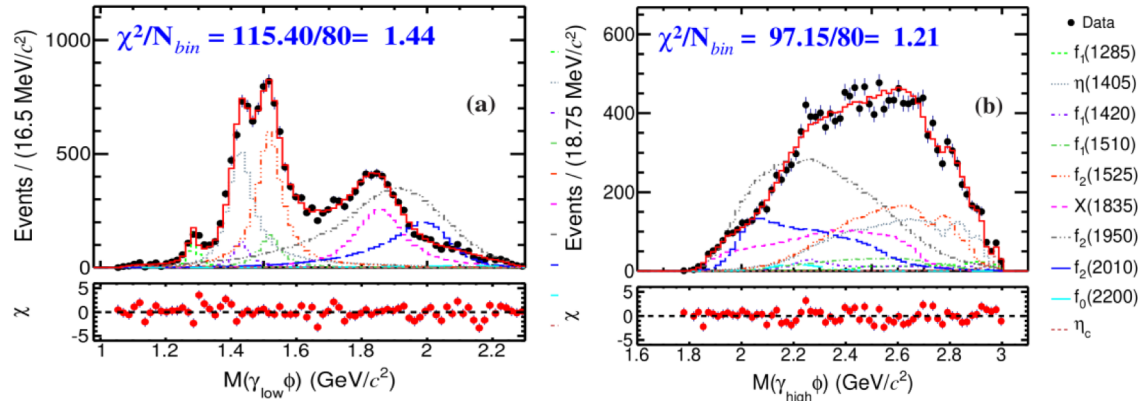 χ²/N_bin = 115.40/80= 1.44
(a)
Events / (16.5 MeV/c²)
1000
500
0
χ
5
0
-5
1 1.2 1.4 1.6 1.8 2 2.2
M(γ_low ϕ) (GeV/c²)
χ²/N_bin = 97.15/80= 1.21
(b)
Events / (18.75 MeV/c²)
600
400
200
0
χ
5
0
-5
1.6 1.8 2 2.2 2.4 2.6 2.8 3
M(γ_high ϕ) (GeV/c²)
Data
f₁(1285)
η(1405)
f₁(1420)
f₁(1510)
f₂(1525)
X(1835)
f₂(1950)
f₂(2010)
f₀(2200)
η_c